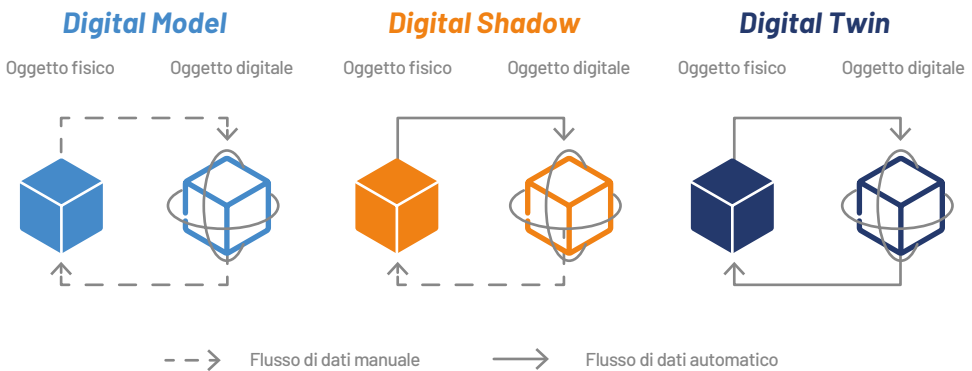 Digital Model
Digital Shadow
Digital Twin
Oggetto fisico
Oggetto digitale
Oggetto fisico
Oggetto digitale
Oggetto fisico
Oggetto digitale
Flusso di dati manuale
Flusso di dati automatico